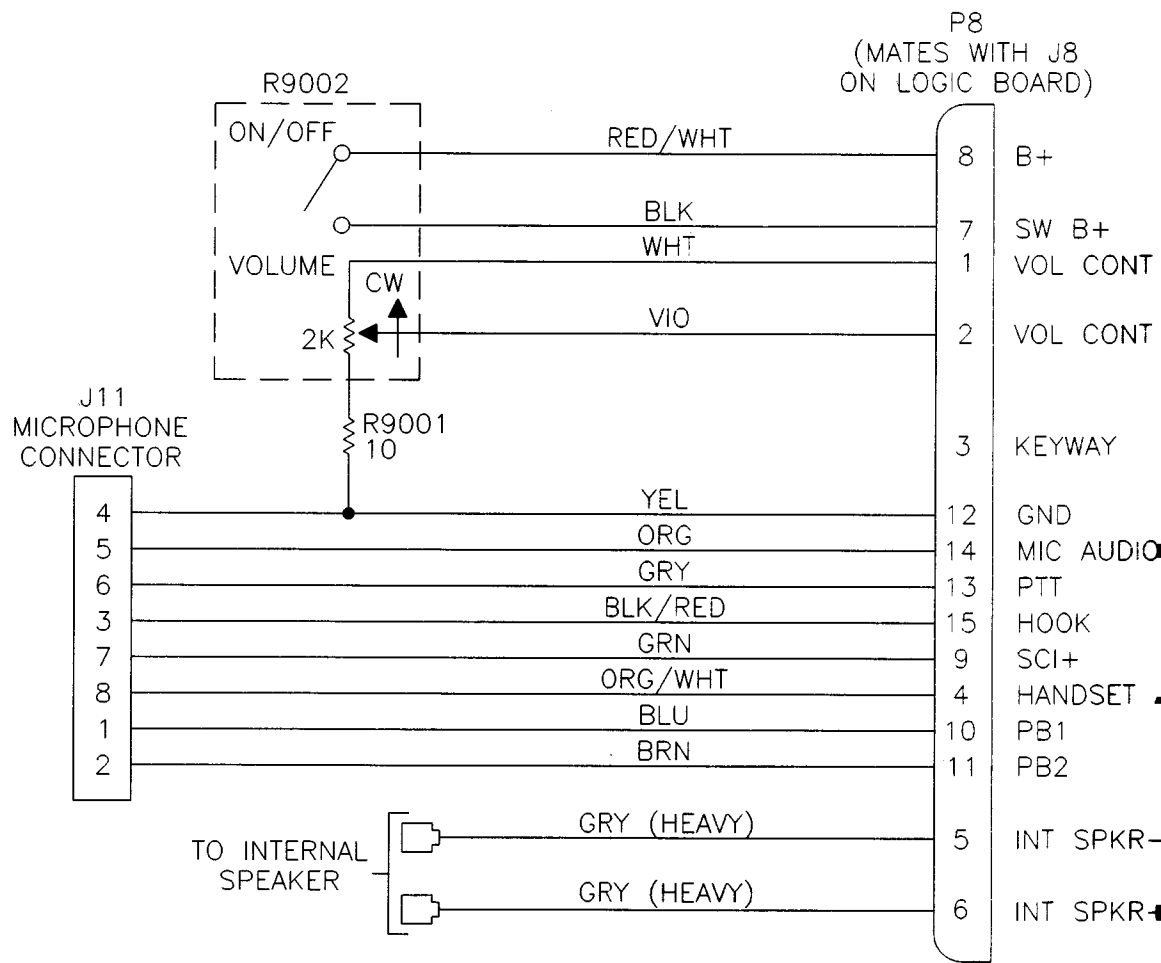 P8
(MATES WITH J8
ON LOGIC BOARD)
R9002
ON/OFF
RED/WHT
8 B+
BLK
7 SW B+
VOLUME
WHT
1 VOL CONT
CW
2K
VIO
2 VOL CONT
J11
MICROPHONE
CONNECTOR
R9001
10
3 KEYWAY
4 YEL 12 GND
5 ORG 14 MIC AUDIO
6 GRY 13 PTT
3 BLK/RED 15 HOOK
7 GRN 9 SCI+
8 ORG/WHT 4 HANDSET
1 BLU 10 PB1
2 BRN 11 PB2
TO INTERNAL
SPEAKER
GRY (HEAVY) 5 INT SPKR-
GRY (HEAVY) 6 INT SPKR+